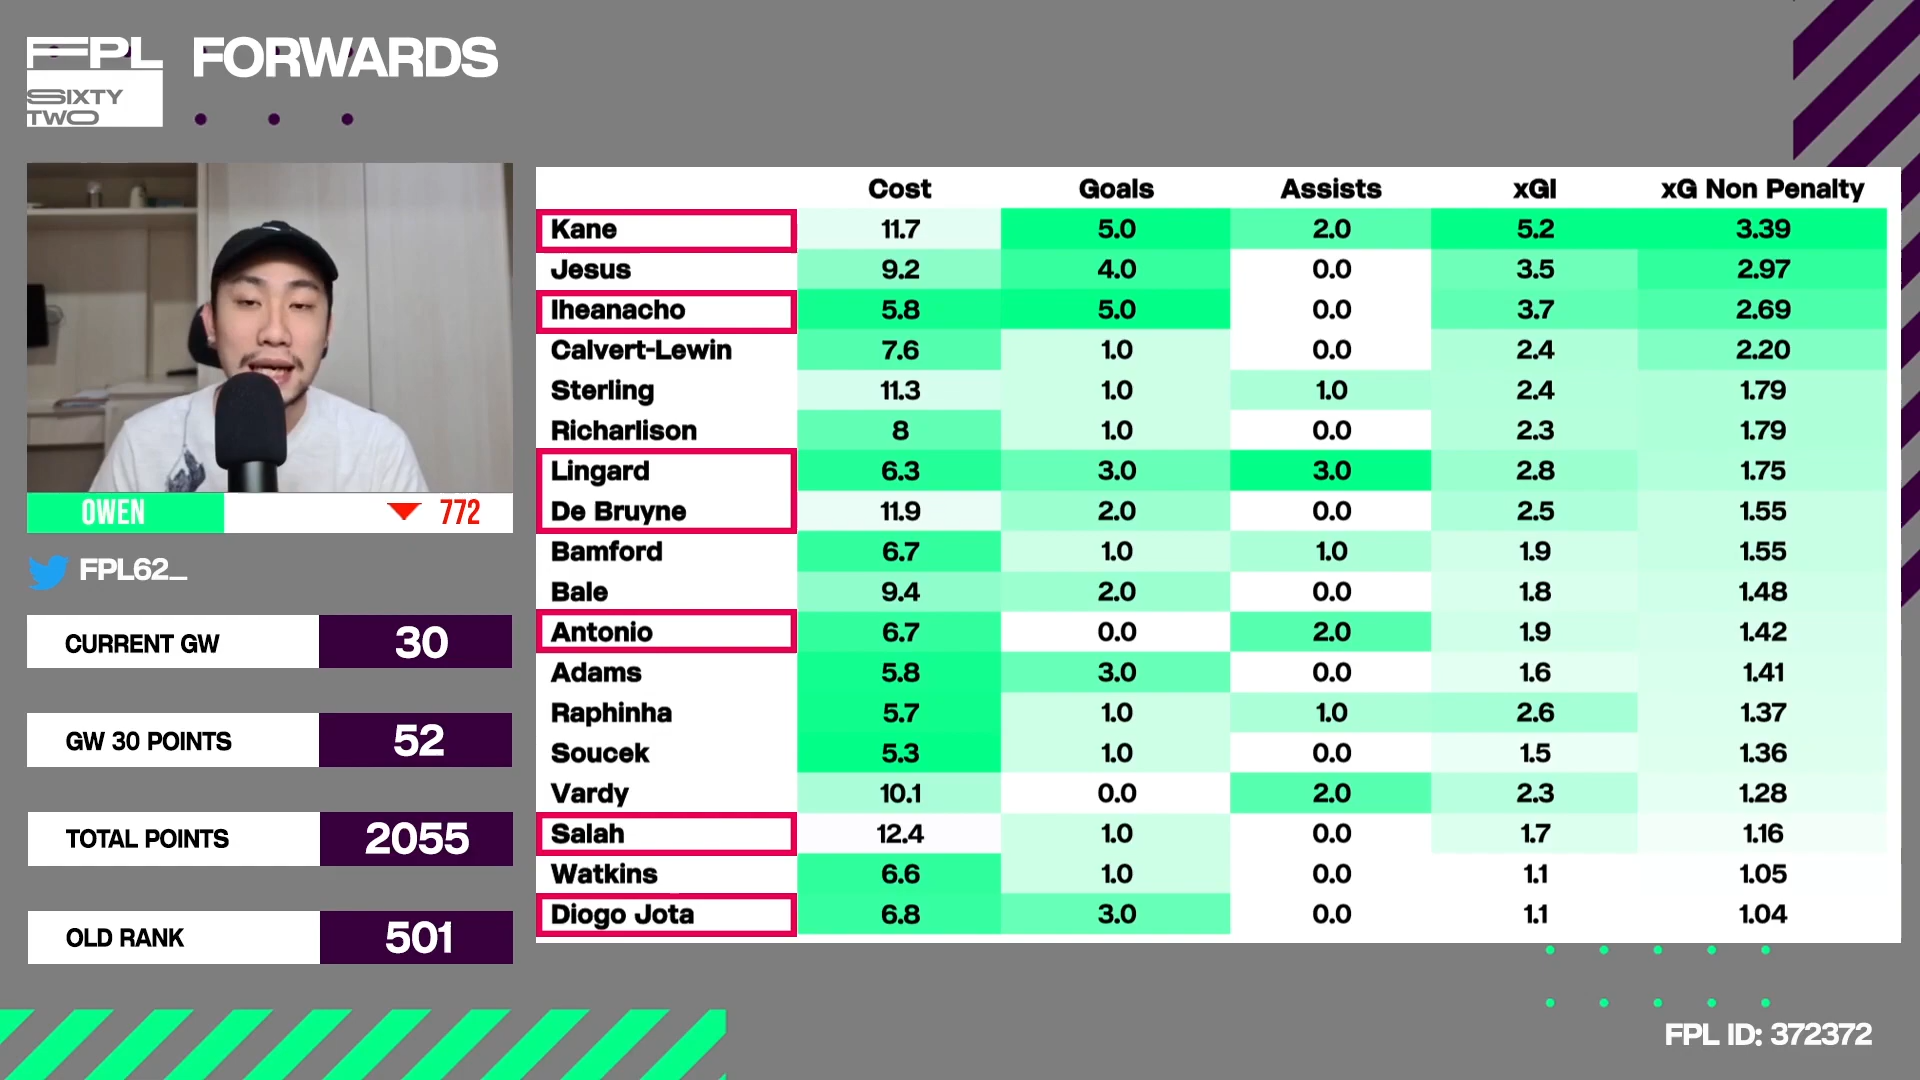 FPL
SIXTY
TWO
FORWARDS
OWEN 772
FPL62_
CURRENT GW 30
GW 30 POINTS 52
TOTAL POINTS 2055
OLD RANK 501
Cost Goals Assists xGI xG Non Penalty
Kane 11.7 5.0 2.0 5.2 3.39
Jesus 9.2 4.0 0.0 3.5 2.97
Iheanacho 5.8 5.0 0.0 3.7 2.69
Calvert-Lewin 7.6 1.0 0.0 2.4 2.20
Sterling 11.3 1.0 1.0 2.4 1.79
Richarlison 8 1.0 0.0 2.3 1.79
Lingard 6.3 3.0 3.0 2.8 1.75
De Bruyne 11.9 2.0 0.0 2.5 1.55
Bamford 6.7 1.0 1.0 1.9 1.55
Bale 9.4 2.0 0.0 1.8 1.48
Antonio 6.7 0.0 2.0 1.9 1.42
Adams 5.8 3.0 0.0 1.6 1.41
Raphinha 5.7 1.0 1.0 2.6 1.37
Soucek 5.3 1.0 0.0 1.5 1.36
Vardy 10.1 0.0 2.0 2.3 1.28
Salah 12.4 1.0 0.0 1.7 1.16
Watkins 6.6 1.0 0.0 1.1 1.05
Diogo Jota 6.8 3.0 0.0 1.1 1.04
FPL ID: 372372